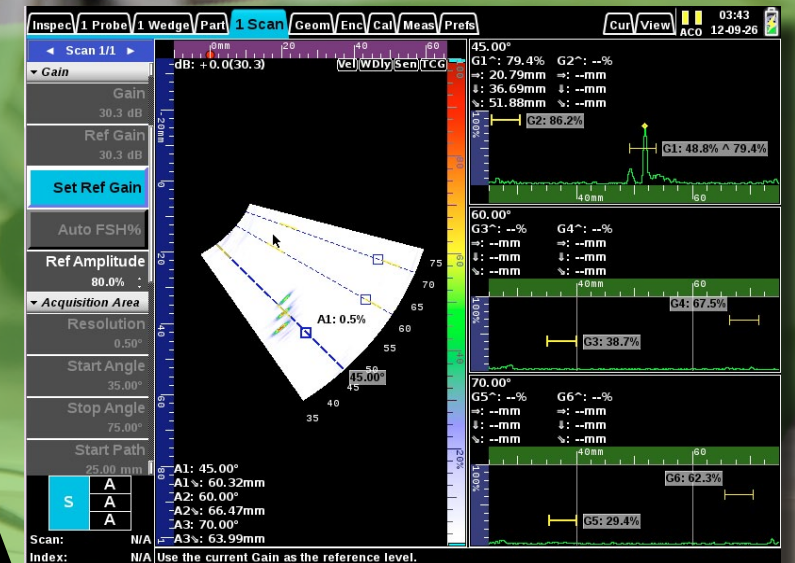 Inspec 1 Probe 1 Wedge Part 1 Scan Geom Enc Cal Meas Prefs Cur View ACO 03:43 12-09-26
Scan 1/1
Gain
Gain
30.3 dB
Ref Gain
30.3 dB
Set Ref Gain
Auto FSH%
Ref Amplitude
80.0%
Acquisition Area
Resolution
0.50°
Start Angle
35.00°
Stop Angle
75.00°
Start Path
25.00 mm
S A
A
A
Scan: N/A
Index: N/A
0mm 20 40 60
dB: +0.0(30.3) Vel WDly Sen TCG
-20mm
0
20
40
60
80
75
70
65
60
55
50
45
40
35
A1: 0.5%
45.00°
A1: 45.00°
A1⇘: 60.32mm
A2: 60.00°
A2⇘: 66.47mm
A3: 70.00°
A3⇘: 63.99mm
80
60
40
20%
45.00°
G1^: 79.4% G2^: --%
⇒: 20.79mm ⇒: --mm
⇓: 36.69mm ⇓: --mm
⇘: 51.88mm ⇘: --mm
100%
G2: 86.2%
G1: 48.8% ^ 79.4%
40mm 60
60.00°
G3^: --% G4^: --%
⇒: --mm ⇒: --mm
⇓: --mm ⇓: --mm
⇘: --mm ⇘: --mm
40mm 60
100%
G4: 67.5%
G3: 38.7%
70.00°
G5^: --% G6^: --%
⇒: --mm ⇒: --mm
⇓: --mm ⇓: --mm
⇘: --mm ⇘: --mm
40mm 60
100%
G6: 62.3%
G5: 29.4%
Use the current Gain as the reference level.